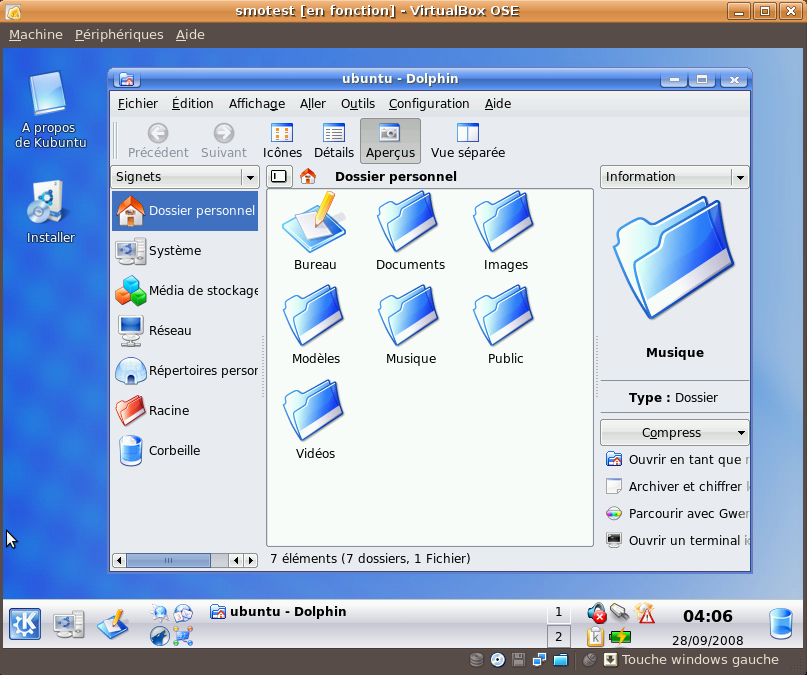 smotest [en fonction] - VirtualBox OSE
Machine Périphériques Aide
A propos
de Kubuntu
Installer
ubuntu - Dolphin
Fichier Édition Affichage Aller Outils Configuration Aide
Précédent Suivant Icônes Détails Aperçus Vue séparée
Signets
Dossier personnel
Information
Dossier personnel
Système
Média de stockage
Réseau
Répertoires person
Racine
Corbeille
Bureau Documents Images
Modèles Musique Public
Vidéos
Musique
Type : Dossier
Compress
Ouvrir en tant que r
Archiver et chiffrer
Parcourir avec Gwen
Ouvrir un terminal ic
7 éléments (7 dossiers, 1 Fichier)
ubuntu - Dolphin
1
2
04:06
28/09/2008
Touche windows gauche